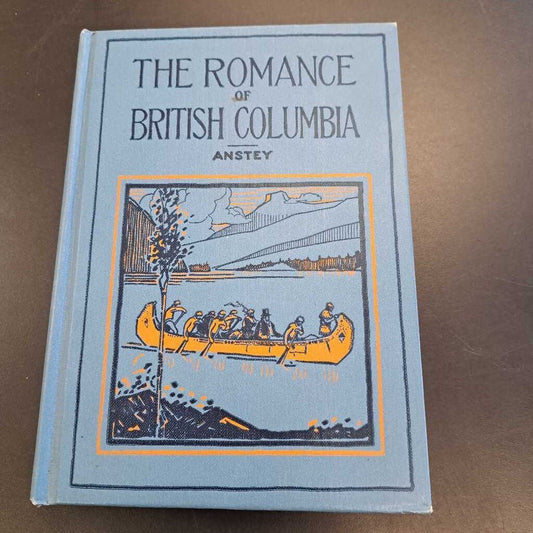 THE ROMANCE
OF
BRITISH COLUMBIA
ANSTEY